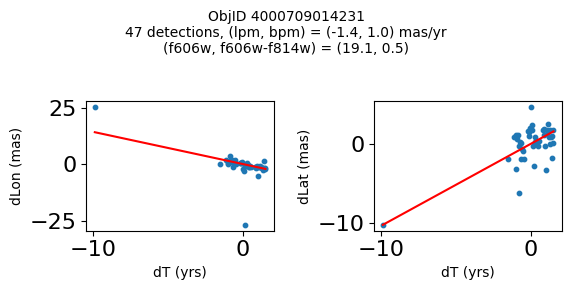 ObjID 4000709014231
47 detections, (lpm, bpm) = (-1.4, 1.0) mas/yr
(f606w, f606w-f814w) = (19.1, 0.5)
25
0
−25
dLon (mas)
−10
0
dT (yrs)
0
−10
dLat (mas)
−10
0
dT (yrs)